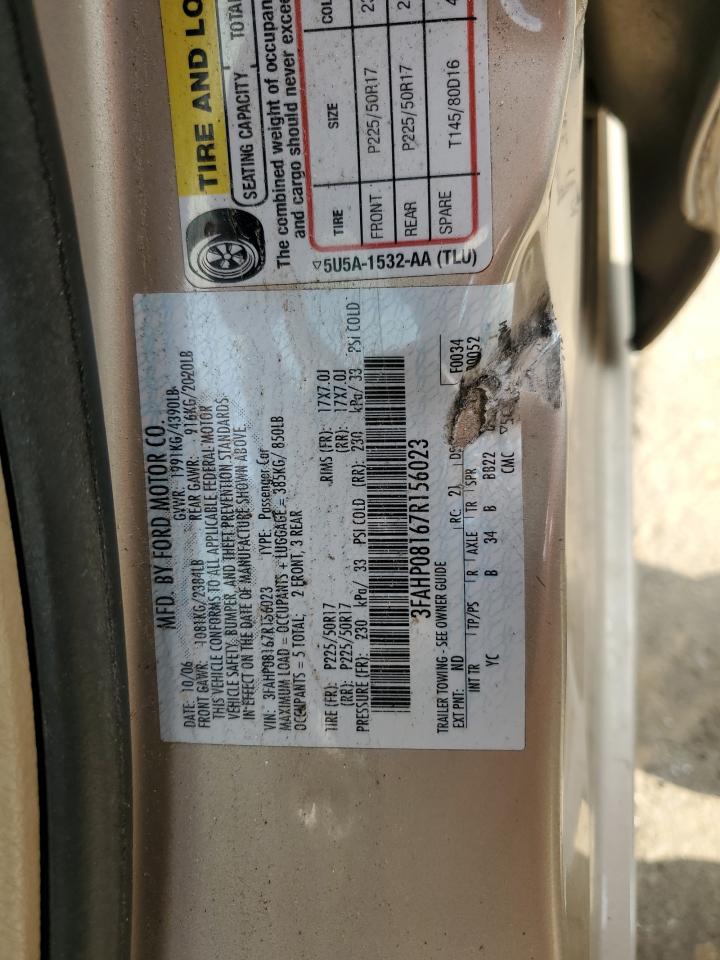 TIRE AND LO
SEATING CAPACITY TOTA
The combined weight of occupan
and cargo should never excee
TIRE SIZE COL
FRONT P225/50R17
REAR P225/50R17
SPARE T145/80D16
▽5U5A-1532-AA (TLU)
MFD. BY FORD MOTOR CO.
DATE: 10/06 GVWR: 1991KG/4390LB
FRONT GAWR: 1081KG/2384LB REAR GAWR: 916KG/2020LB
THIS VEHICLE CONFORMS TO ALL APPLICABLE FEDERAL MOTOR
VEHICLE SAFETY, BUMPER, AND THEFT PREVENTION STANDARDS
IN EFFECT ON THE DATE OF MANUFACTURE SHOWN ABOVE.
VIN: 3FAHP08167R156023 TYPE: Passenger Car
MAXIMUM LOAD = OCCUPANTS + LUGGAGE = 385KG/ 850LB
OCCUPANTS = 5 TOTAL; 2 FRONT, 3 REAR
TIRE (FR): P225/50R17 RIMS (FR): 17X7.0J
(RR): P225/50R17 (RR): 17X7.0J
PRESSURE (FR): 230 kPa/ 33 PSI COLD (RR): 230 kPa/ 33 PSI COLD
3FAHP08167R156023
F0034
TRAILER TOWING - SEE OWNER GUIDE
EXT PNT: ND RC: 21
INT TR TP/PS R AXLE TR SPR
YC B 34 B BB22
CMC